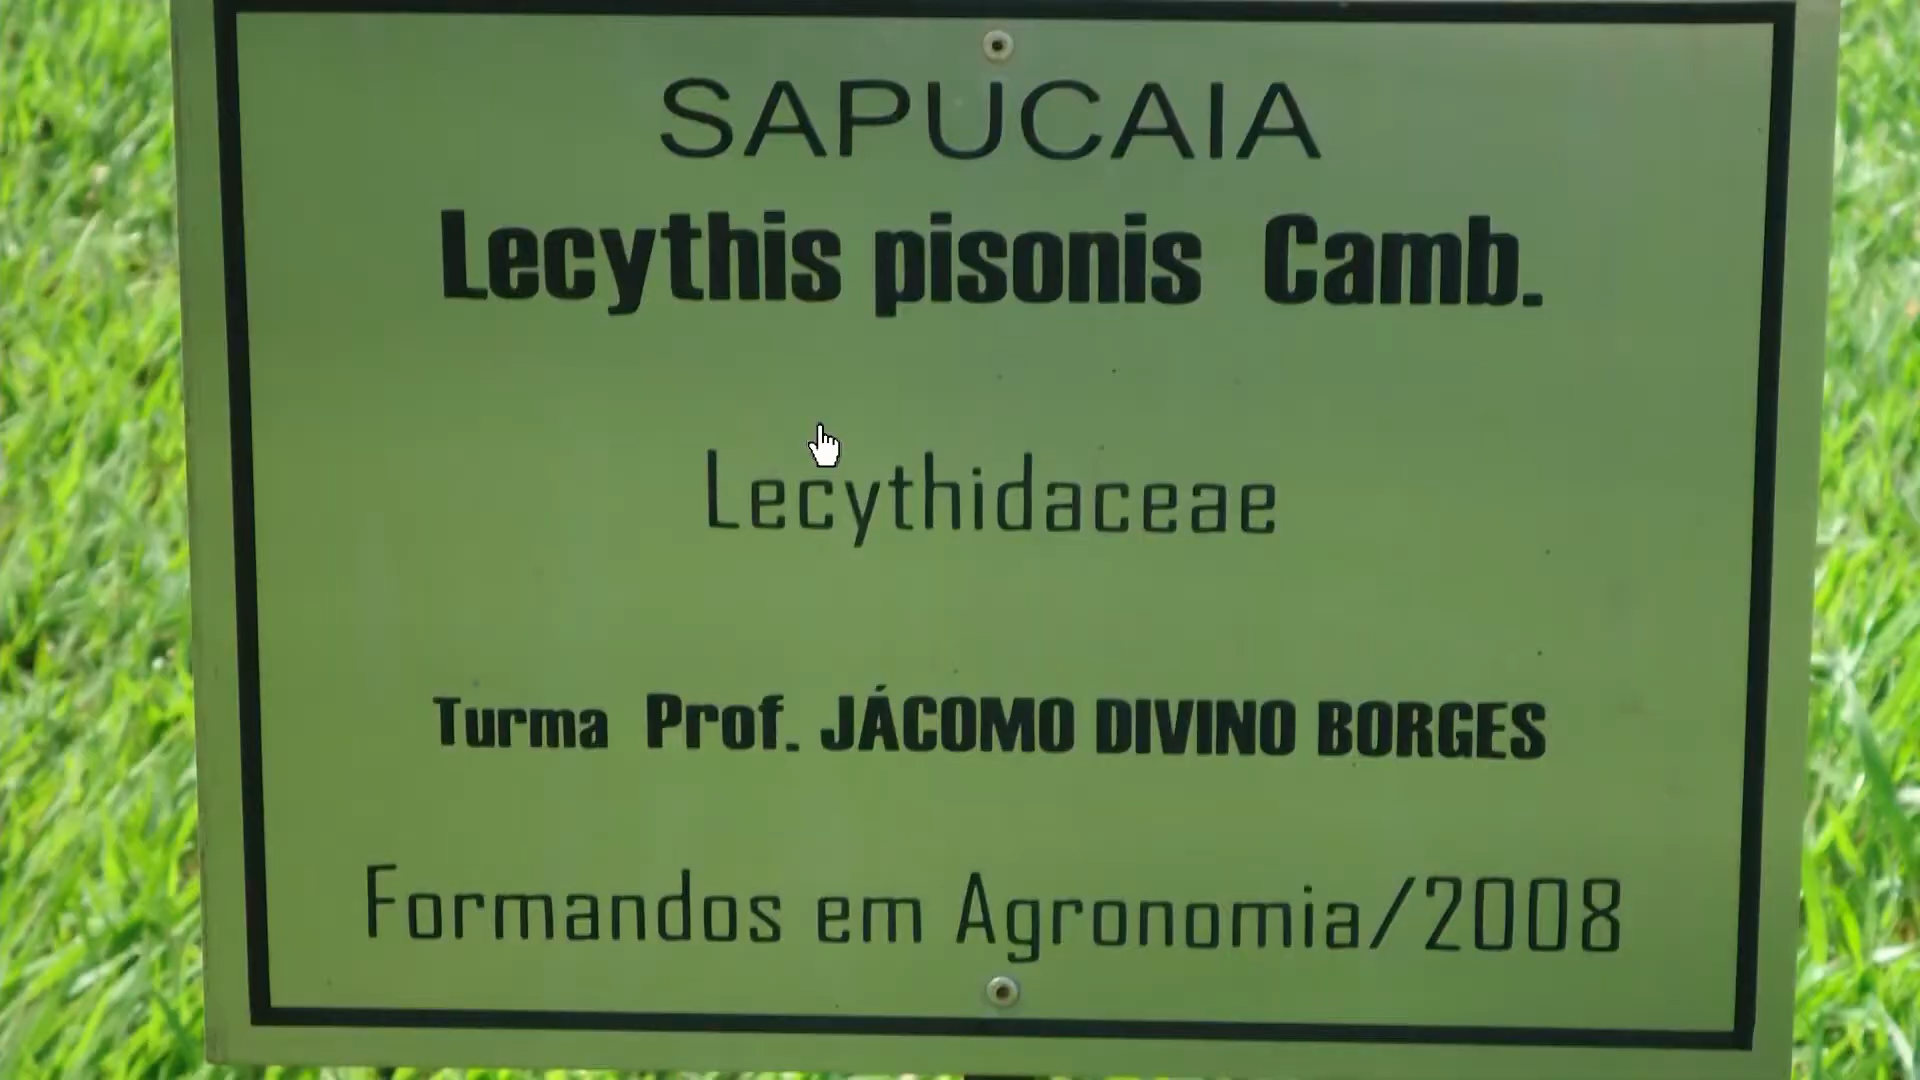 SAPUCAIA
Lecythis pisonis Camb.
Lecythidaceae
Turma Prof. JÁCOMO DIVINO BORGES
Formandos em Agronomia/2008